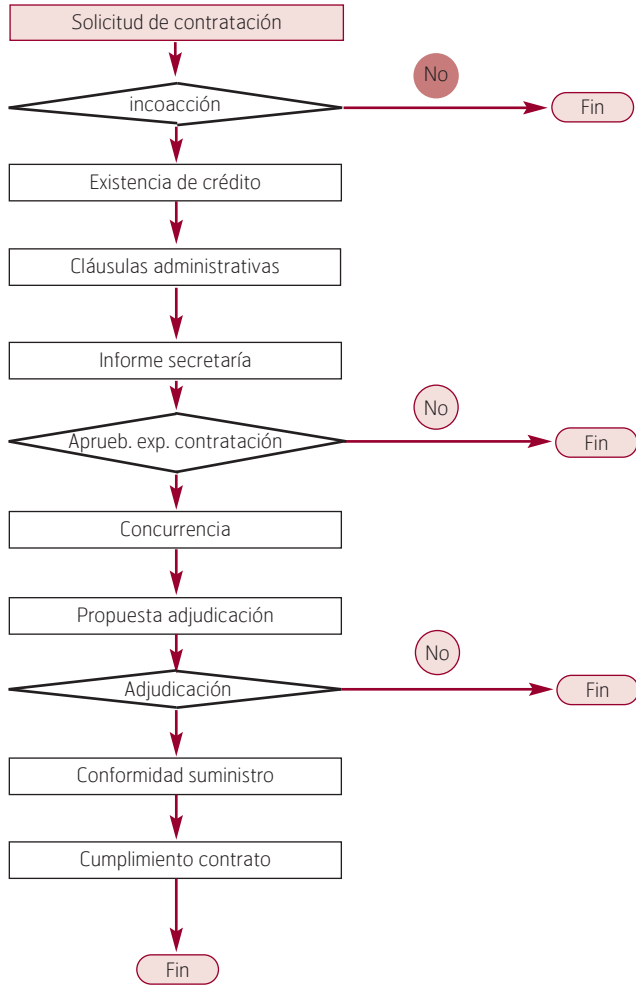 Solicitud de contratación
No
incoacción
Fin
Existencia de crédito
Cláusulas administrativas
Informe secretaría
No
Aprueb. exp. contratación
Fin
Concurrencia
Propuesta adjudicación
No
Adjudicación
Fin
Conformidad suministro
Cumplimiento contrato
Fin